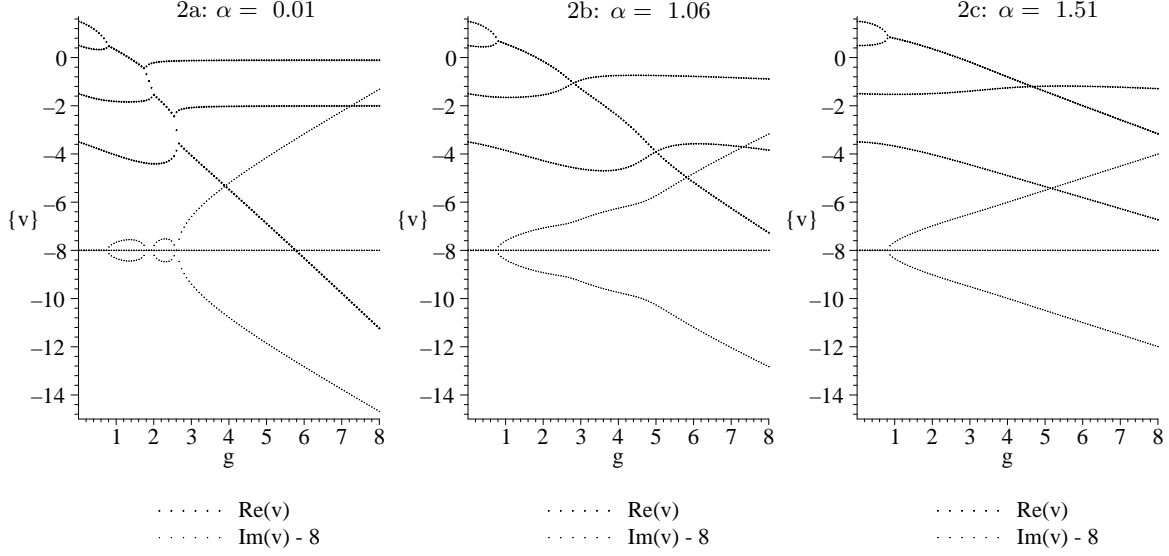 2a: α = 0.01
0
−2
−4
−6
{v}
−8
−10
−12
−14
1 2 3 4 5 6 7 8
g
Re(v)
Im(v) - 8
2b: α = 1.06
0
−2
−4
−6
{v}
−8
−10
−12
−14
1 2 3 4 5 6 7 8
g
Re(v)
Im(v) - 8
2c: α = 1.51
0
−2
−4
−6
{v}
−8
−10
−12
−14
1 2 3 4 5 6 7 8
g
Re(v)
Im(v) - 8